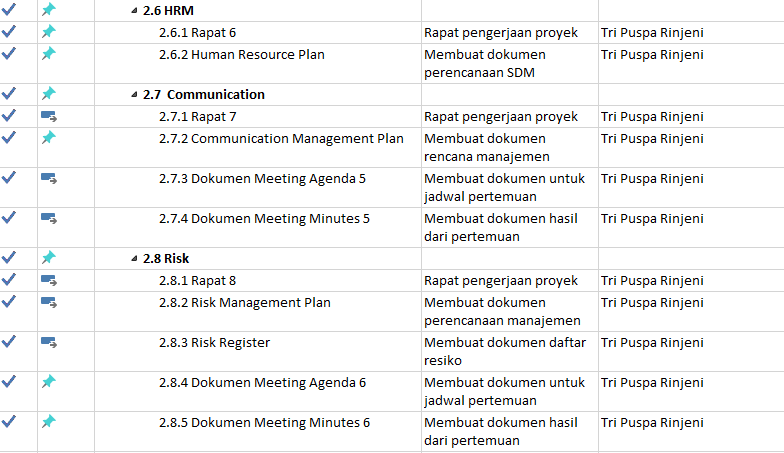 2.6 HRM
2.6.1 Rapat 6 Rapat pengerjaan proyek Tri Puspa Rinjeni
2.6.2 Human Resource Plan Membuat dokumen Tri Puspa Rinjeni
perencanaan SDM
2.7 Communication
2.7.1 Rapat 7 Rapat pengerjaan proyek Tri Puspa Rinjeni
2.7.2 Communication Management Plan Membuat dokumen Tri Puspa Rinjeni
rencana manajemen
2.7.3 Dokumen Meeting Agenda 5 Membuat dokumen untuk Tri Puspa Rinjeni
jadwal pertemuan
2.7.4 Dokumen Meeting Minutes 5 Membuat dokumen hasil Tri Puspa Rinjeni
dari pertemuan
2.8 Risk
2.8.1 Rapat 8 Rapat pengerjaan proyek Tri Puspa Rinjeni
2.8.2 Risk Management Plan Membuat dokumen Tri Puspa Rinjeni
perencanaan manajemen
2.8.3 Risk Register Membuat dokumen daftar Tri Puspa Rinjeni
resiko
2.8.4 Dokumen Meeting Agenda 6 Membuat dokumen untuk Tri Puspa Rinjeni
jadwal pertemuan
2.8.5 Dokumen Meeting Minutes 6 Membuat dokumen hasil Tri Puspa Rinjeni
dari pertemuan